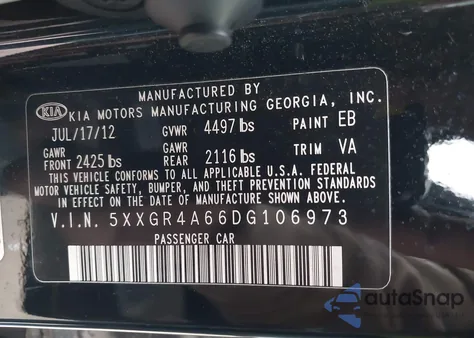 MANUFACTURED BY
KIA KIA MOTORS MANUFACTURING GEORGIA, INC.
JUL/17/12 GVWR 4497 lbs PAINT EB
GAWR FRONT 2425 lbs GAWR REAR 2116 lbs TRIM VA
THIS VEHICLE CONFORMS TO ALL APPLICABLE U.S.A. FEDERAL
MOTOR VEHICLE SAFETY, BUMPER, AND THEFT PREVENTION STANDARDS
IN EFFECT ON THE DATE OF MANUFACTURE SHOWN ABOVE.
V.I.N. 5XXGR4A66DG106973
PASSENGER CAR
autaSnap